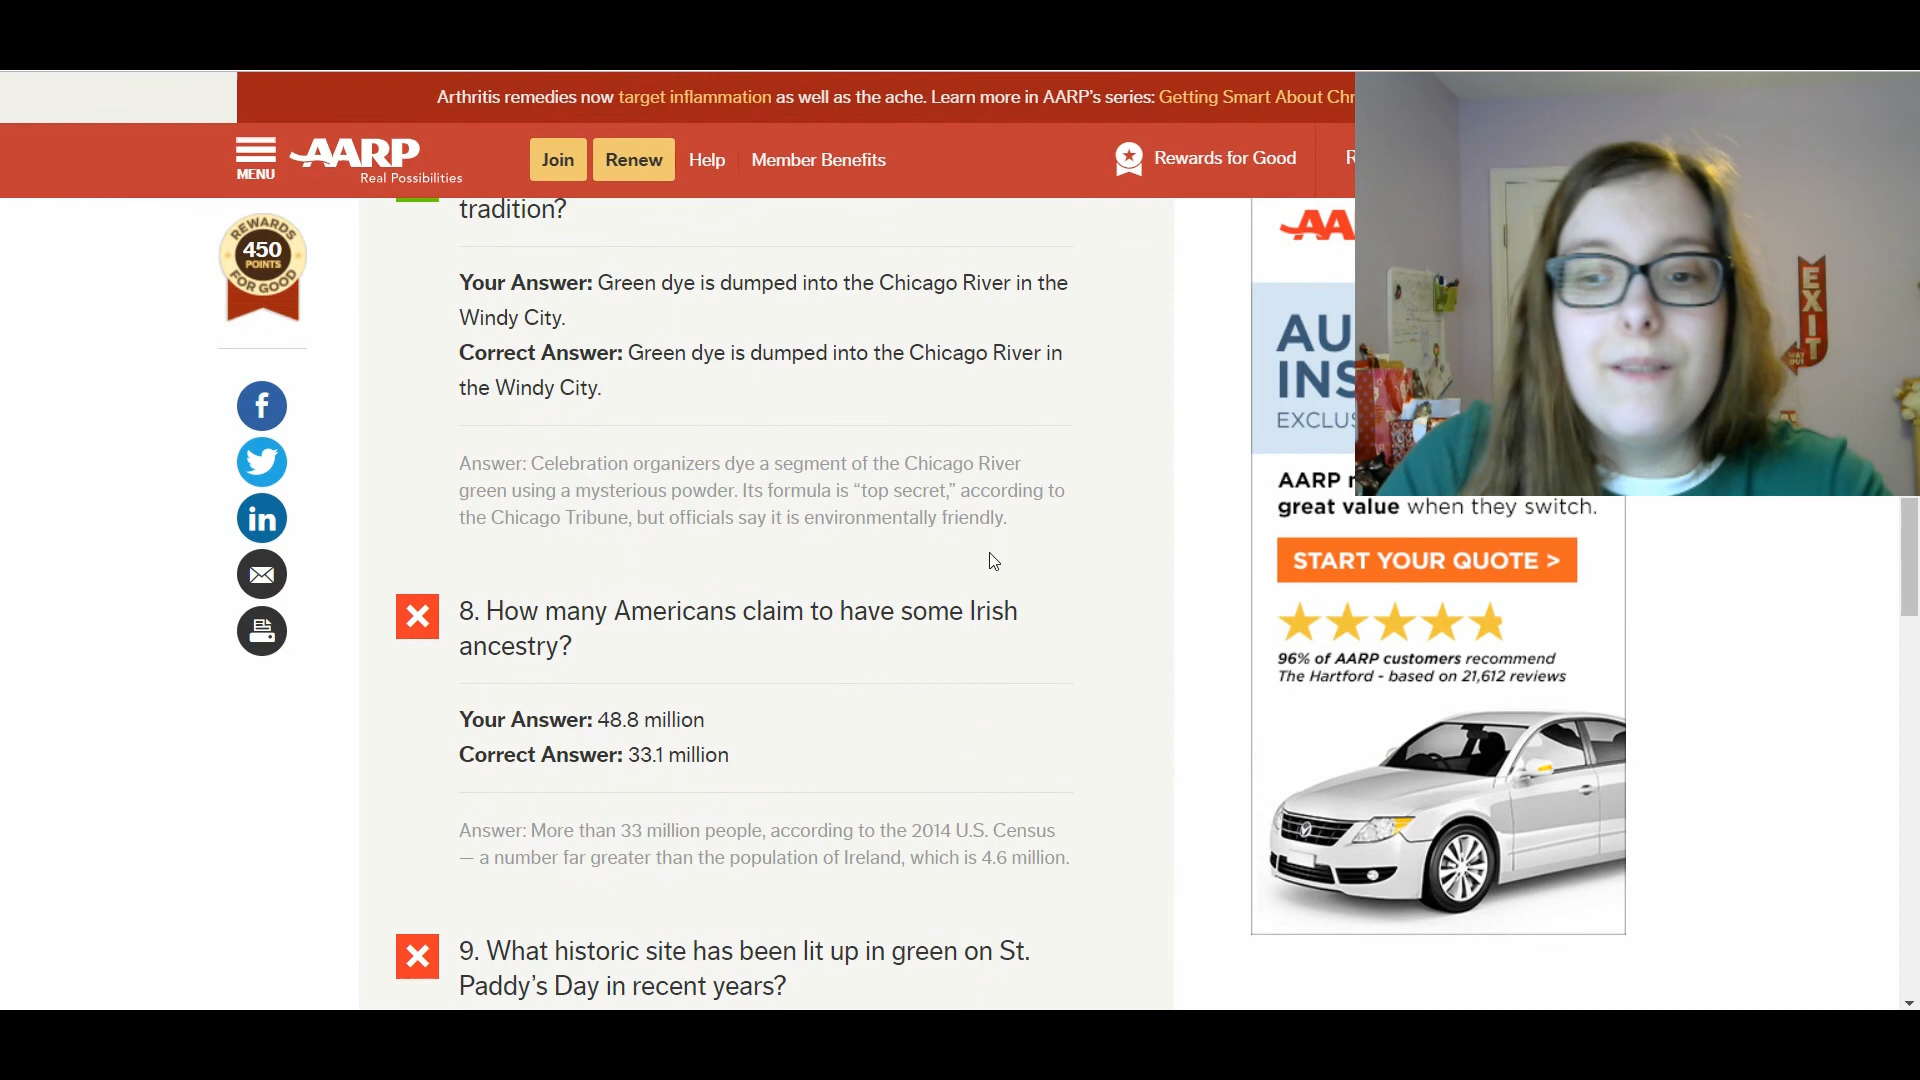 Arthritis remedies now target inflammation as well as the ache. Learn more in AARP's series: Getting Smart About Chr
MENU
AARP
Real Possibilities
Join
Renew
Help
Member Benefits
Rewards for Good
R
REWARDS
450
POINTS
FOR GOOD
f
in
tradition?
Your Answer: Green dye is dumped into the Chicago River in the
Windy City.
Correct Answer: Green dye is dumped into the Chicago River in
the Windy City.
Answer: Celebration organizers dye a segment of the Chicago River
green using a mysterious powder. Its formula is “top secret,” according to
the Chicago Tribune, but officials say it is environmentally friendly.
8. How many Americans claim to have some Irish
ancestry?
Your Answer: 48.8 million
Correct Answer: 33.1 million
Answer: More than 33 million people, according to the 2014 U.S. Census
— a number far greater than the population of Ireland, which is 4.6 million.
9. What historic site has been lit up in green on St.
Paddy’s Day in recent years?
AA
AU
INS
EXCLUS
AARP
great value when they switch.
START YOUR QUOTE >
96% of AARP customers recommend
The Hartford - based on 21,612 reviews
EXIT
WAY
OUT